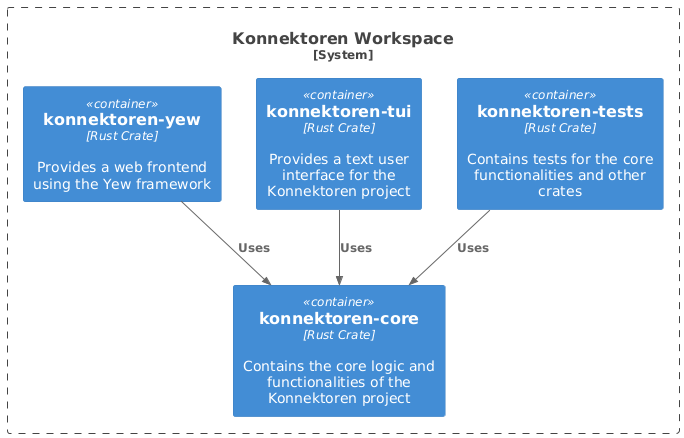 Konnektoren Workspace
[System]
«container»
konnektoren-yew
[Rust Crate]
Provides a web frontend
using the Yew framework
«container»
konnektoren-tui
[Rust Crate]
Provides a text user
interface for the
Konnektoren project
«container»
konnektoren-tests
[Rust Crate]
Contains tests for the core
functionalities and other
crates
Uses
Uses
Uses
«container»
konnektoren-core
[Rust Crate]
Contains the core logic and
functionalities of the
Konnektoren project